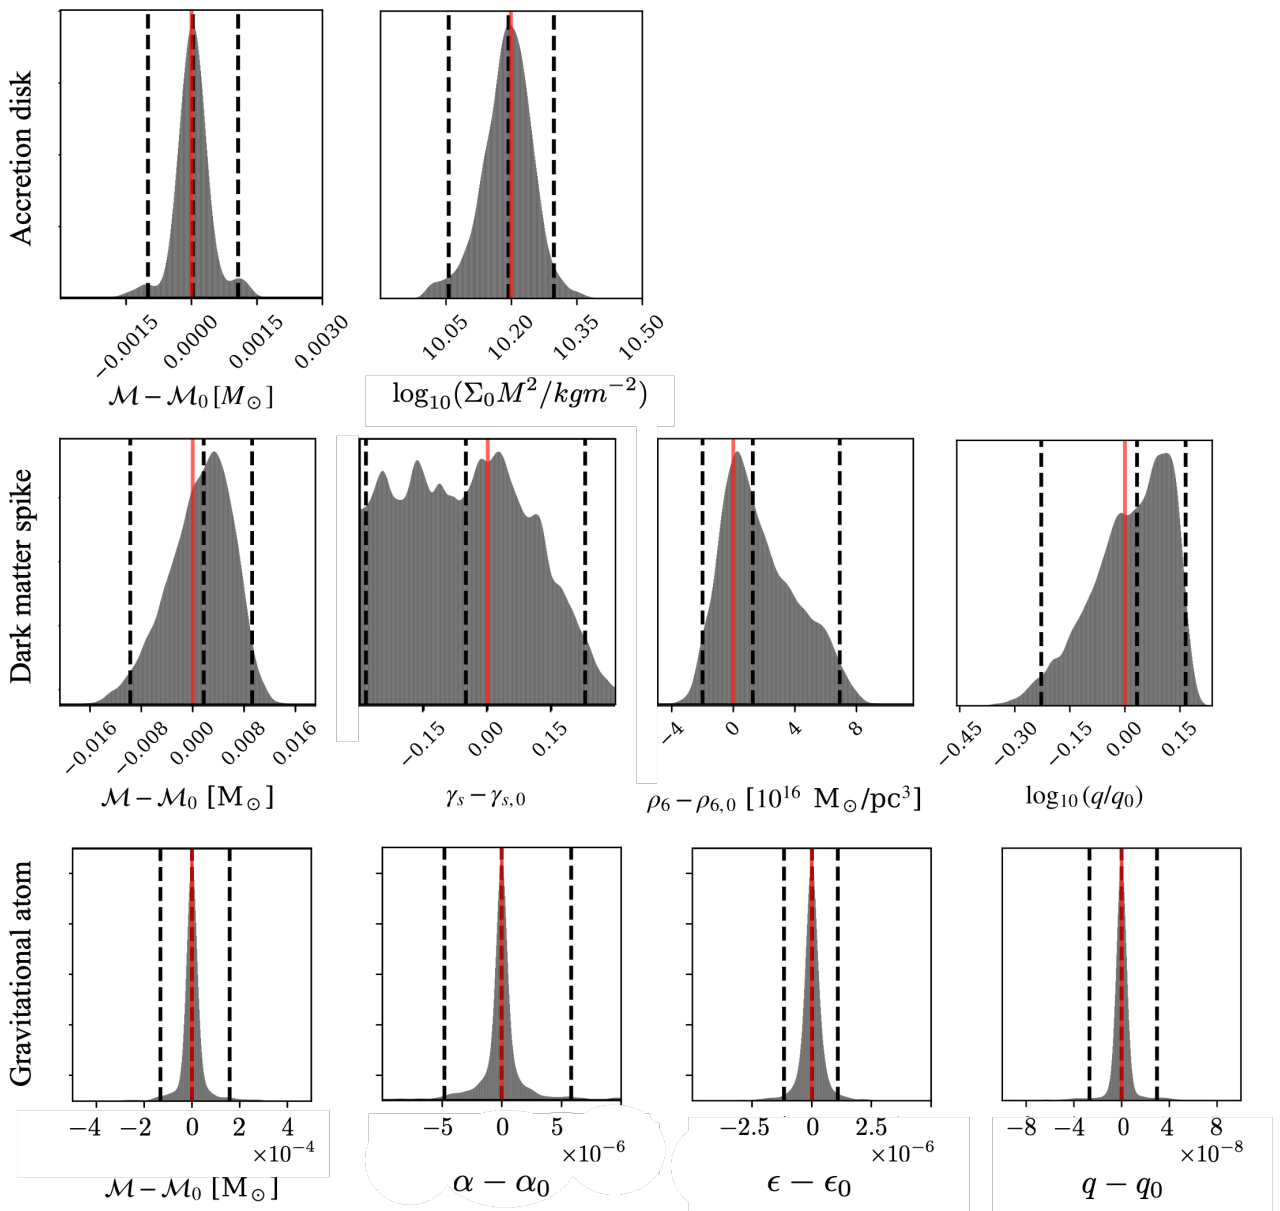 Accretion disk
−0.0015 0.0000 0.0015 0.0030
ℳ − ℳ₀ [M☉]
10.05 10.20 10.35 10.50
log₁₀(Σ₀M²/kgm⁻²)
Dark matter spike
−0.016 −0.008 0.000 0.008 0.016
ℳ − ℳ₀ [M☉]
−0.15 0.00 0.15
γₛ − γₛ,₀
−4 0 4 8
ρ₆ − ρ₆,₀ [10¹⁶ M☉/pc³]
−0.45 −0.30 −0.15 0.00 0.15
log₁₀(q/q₀)
Gravitational atom
−4 −2 0 2 4
×10⁻⁴
ℳ − ℳ₀ [M☉]
−5 0 5
×10⁻⁶
α − α₀
−2.5 0 2.5
×10⁻⁶
ϵ − ϵ₀
−8 −4 0 4 8
×10⁻⁸
q − q₀